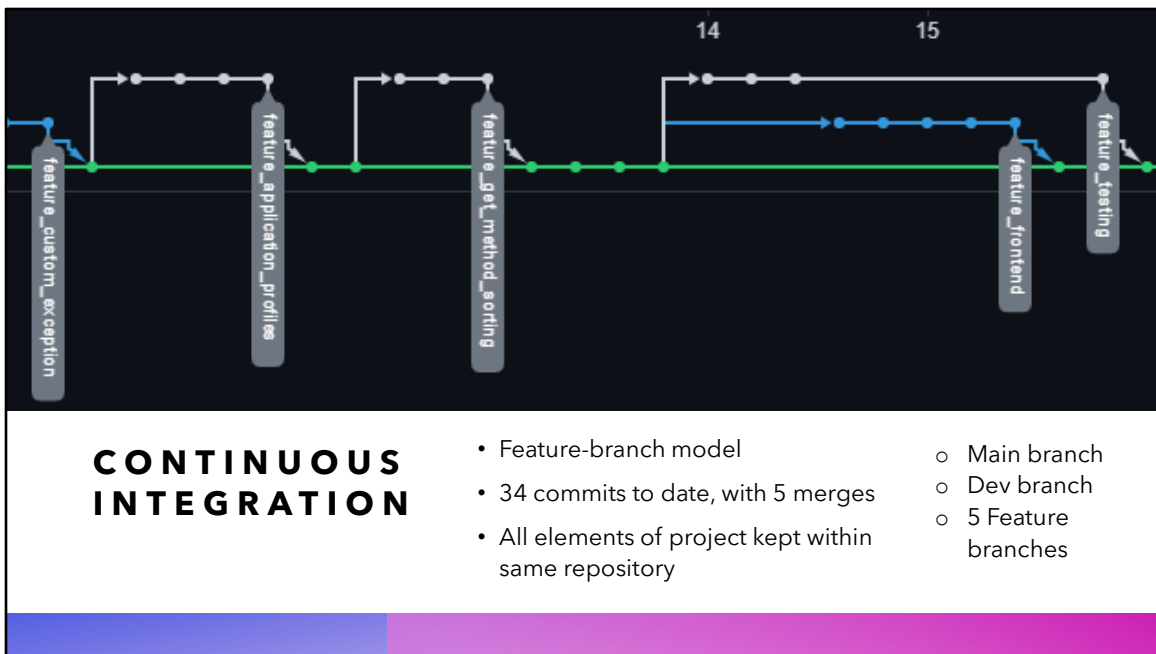 14
15
feature_custom_exception
feature_application_profiles
feature_get_method_sorting
feature_frontend
feature_testing
CONTINUOUS
INTEGRATION
• Feature-branch model
• 34 commits to date, with 5 merges
• All elements of project kept within
same repository
○ Main branch
○ Dev branch
○ 5 Feature
branches